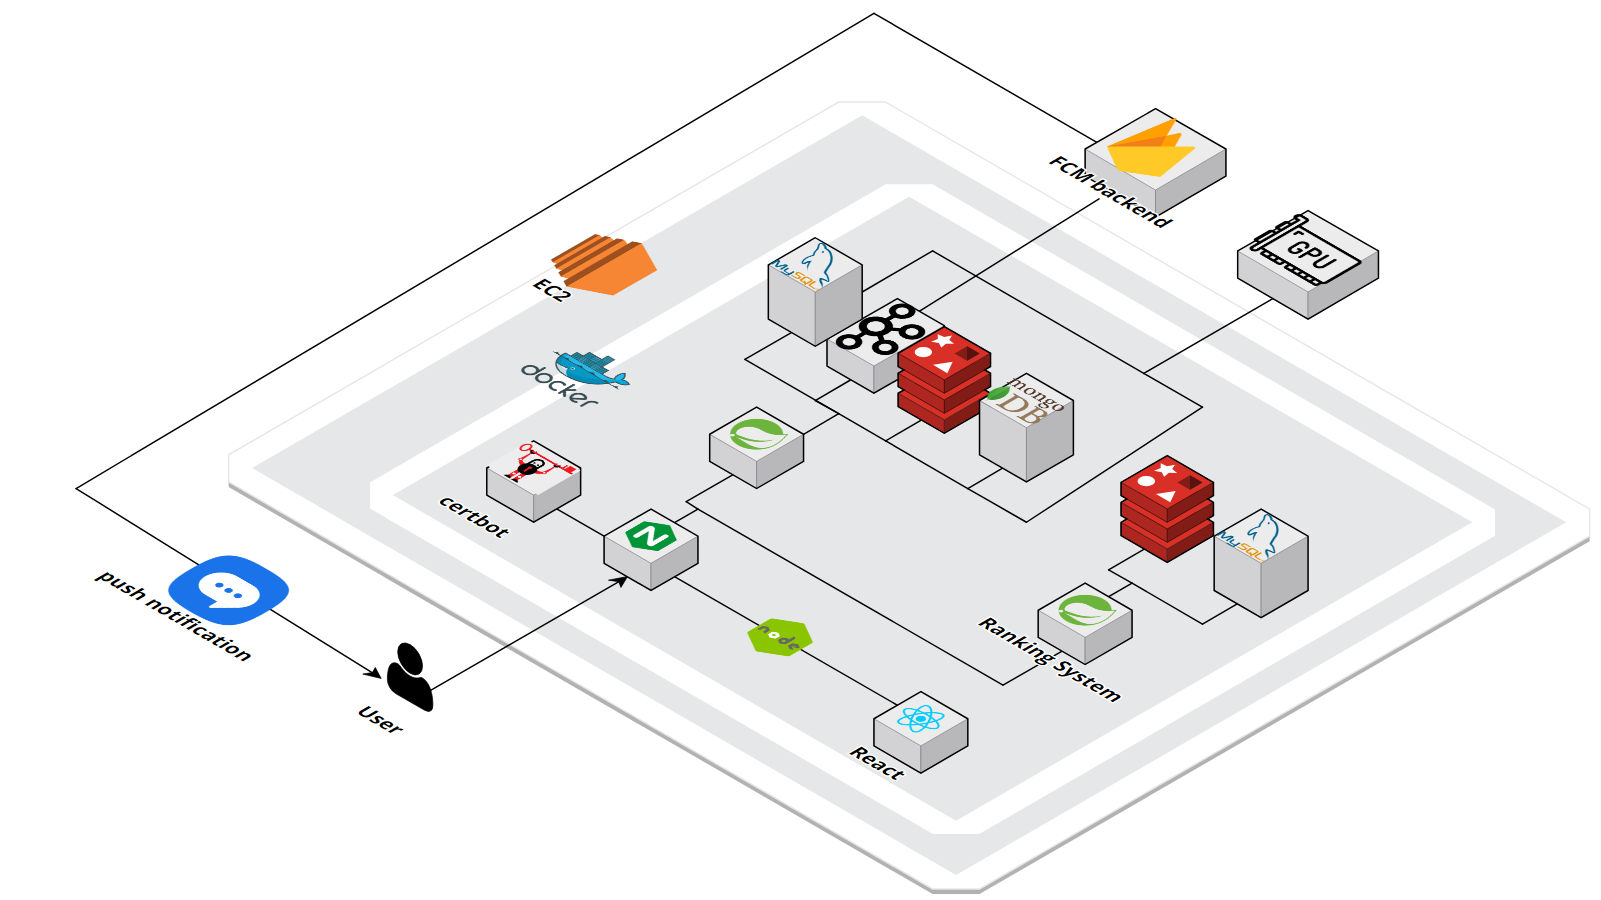 FCM-backend
GPU
MySQL
EC2
docker
mongo
DB
certbot
N
MySQL
push notification
node
Ranking System
User
React